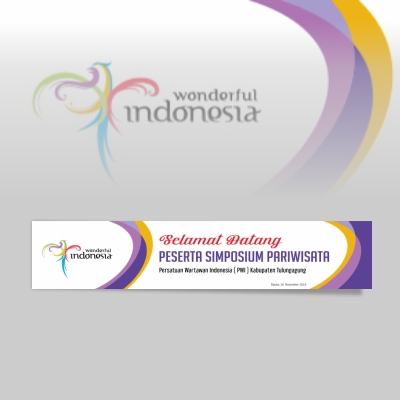 wonderful
indonesia
wonderful
indonesia
Selamat Datang
PESERTA SIMPOSIUM PARIWISATA
Persatuan Wartawan Indonesia ( PWI ) Kabupaten Tulungagung